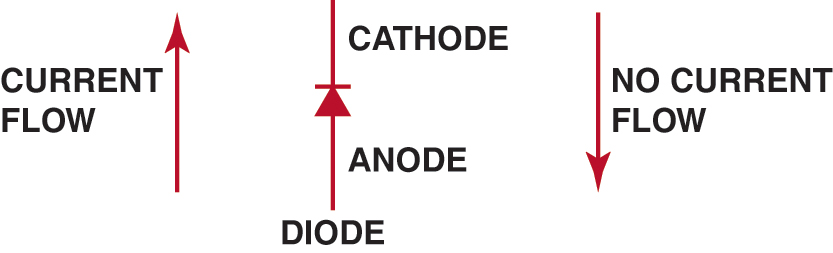 CATHODE
CURRENT
FLOW
NO CURRENT
FLOW
ANODE
DIODE